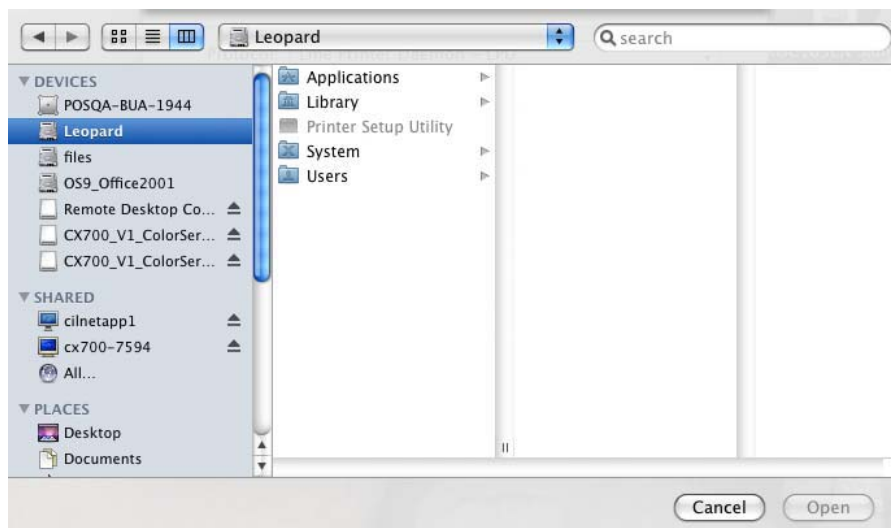 Leopard
search
DEVICES
POSQA-BUA-1944
Leopard
files
OS9_Office2001
Remote Desktop Co...
CX700_V1_ColorSer...
CX700_V1_ColorSer...
SHARED
cilnetapp1
cx700-7594
All...
PLACES
Desktop
Documents
Applications
Library
Printer Setup Utility
System
Users
Cancel
Open